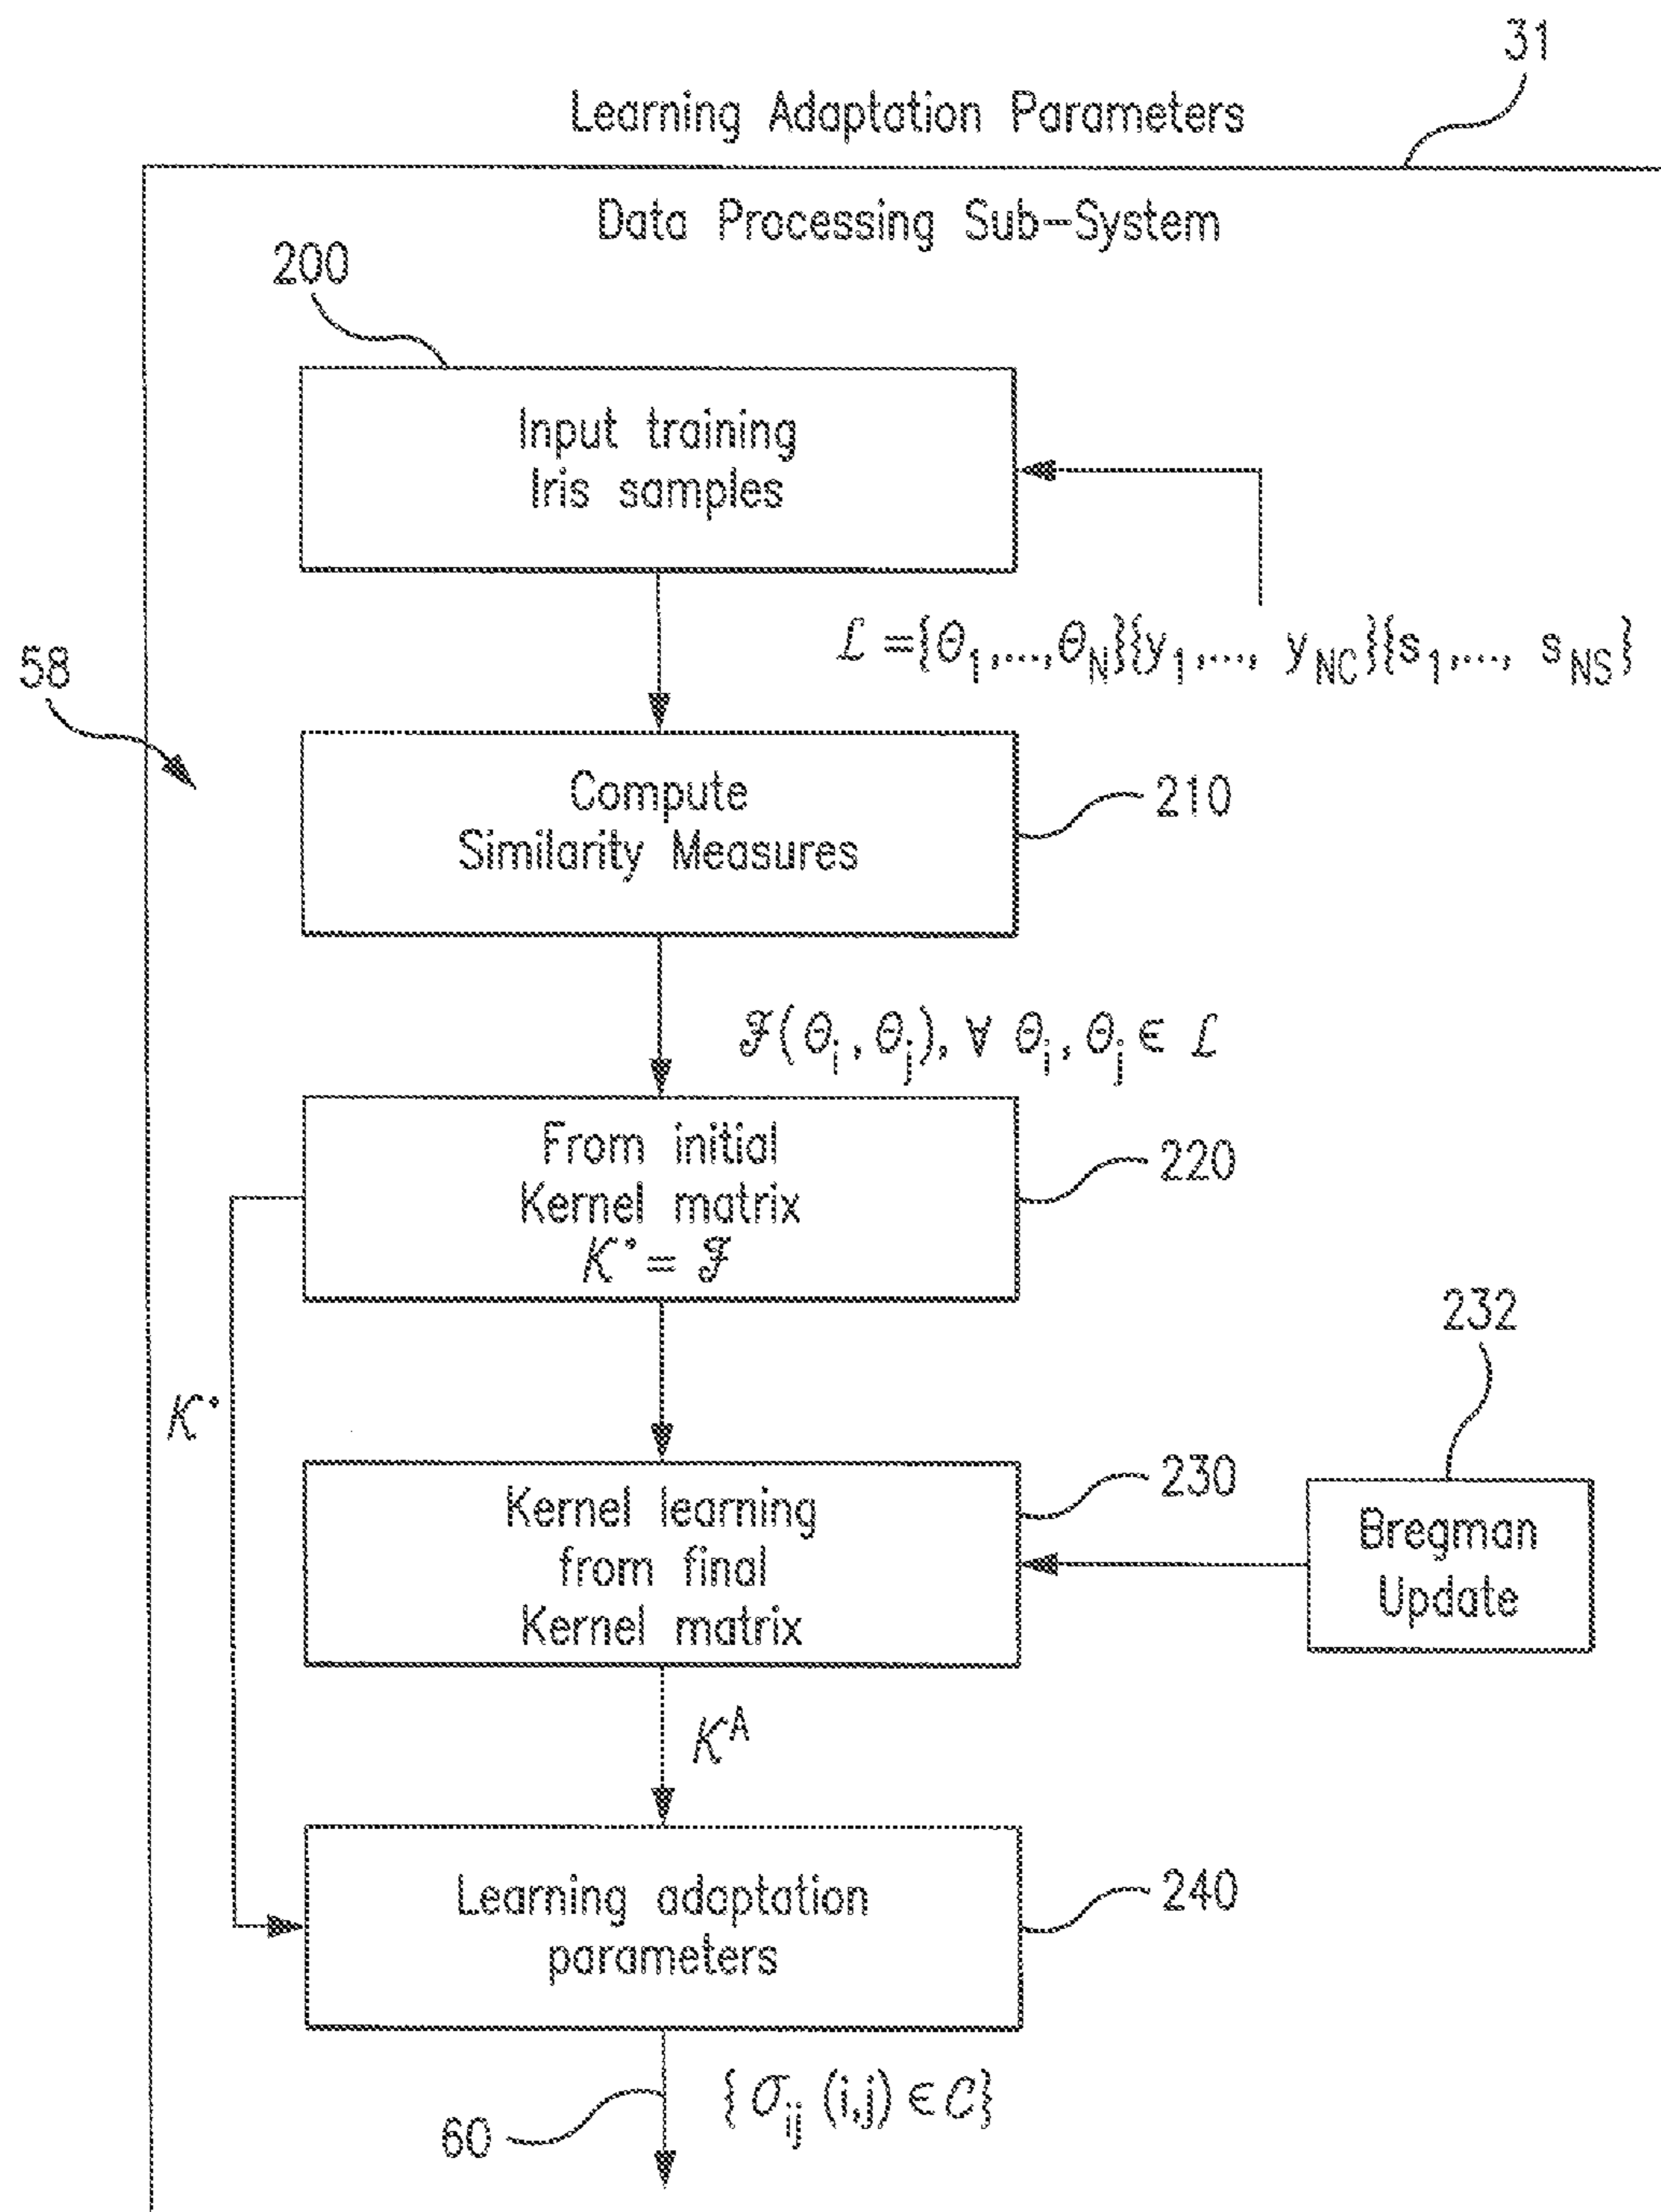 31
Learning Adaptation Parameters
Data Processing Sub-System
200
Input training
Iris samples
ℒ ={Θ1,..., ΘN}{y1,..., yNC}{s1,..., sNS}
58
Compute
Similarity Measures
210
ℱ(Θi, Θj), ∀ Θi, Θj ∈ ℒ
From initial
Kernel matrix
K° = ℱ
220
232
K°
Kernel learning
from final
Kernel matrix
230
Bregman
Update
K^A
Learning adaptation
parameters
240
{σij (i,j) ∈ C}
60